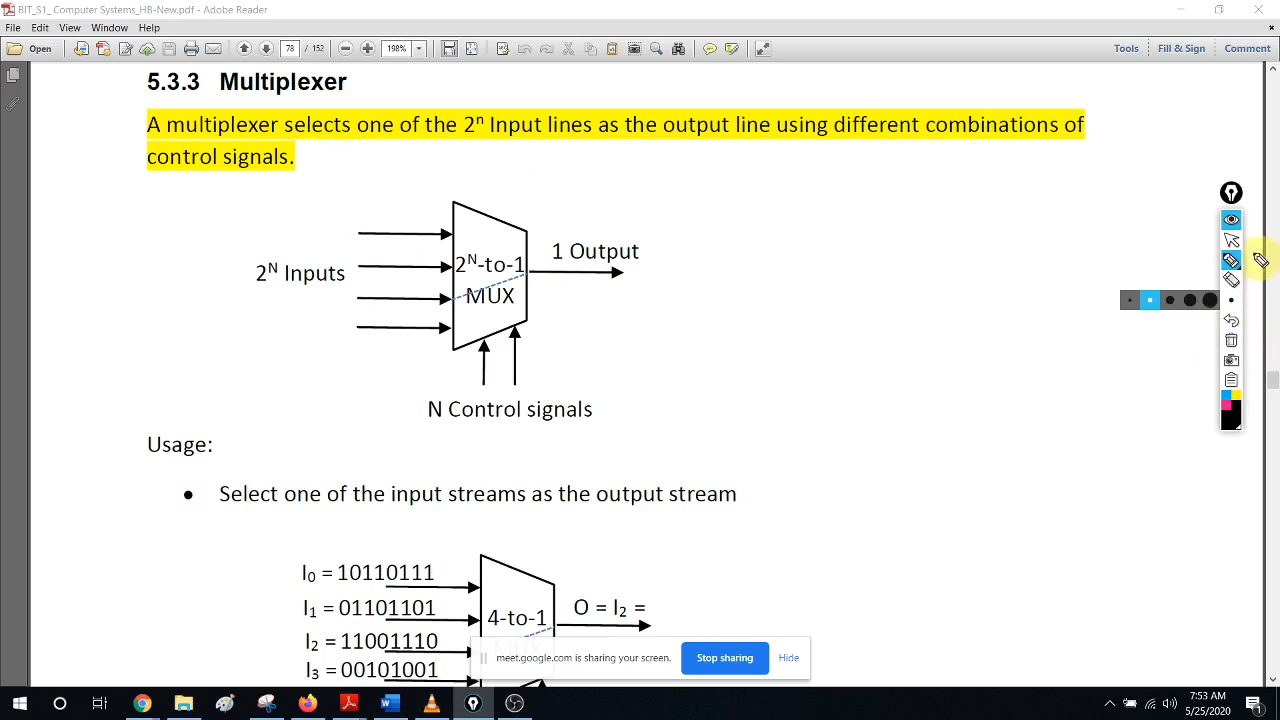 BIT_S1_ Computer Systems_HB-New.pdf - Adobe Reader
File Edit View Window Help
Open 78 / 152 198% Tools Fill & Sign Comment
5.3.3 Multiplexer
A multiplexer selects one of the 2ⁿ Input lines as the output line using different combinations of
control signals.
1 Output
2ᴺ-to-1
2ᴺ Inputs
MUX
N Control signals
Usage:
• Select one of the input streams as the output stream
I₀ = 10110111
I₁ = 01101101 4-to-1 O = I₂ =
I₂ = 11001110
I₃ = 00101001
meet.google.com is sharing your screen. Stop sharing Hide
7:53 AM
5/25/2020